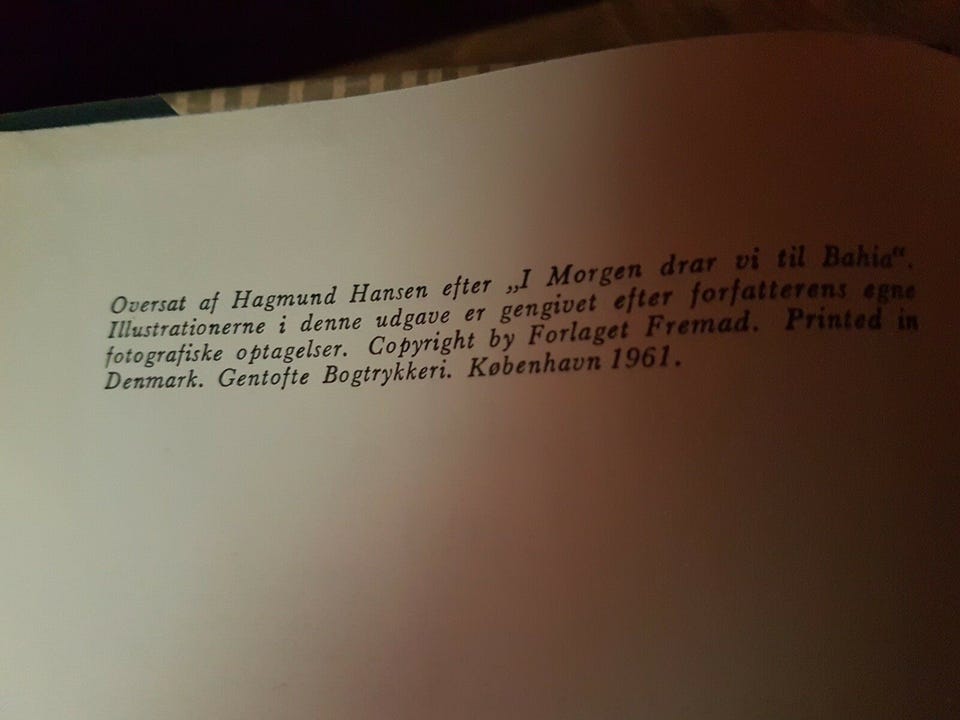 Oversat af Hagmund Hansen efter „I Morgen drar vi til Bahia“.
Illustrationerne i denne udgave er gengivet efter forfatterens egne
fotografiske optagelser. Copyright by Forlaget Fremad. Printed in
Denmark. Gentofte Bogtrykkeri. København 1961.